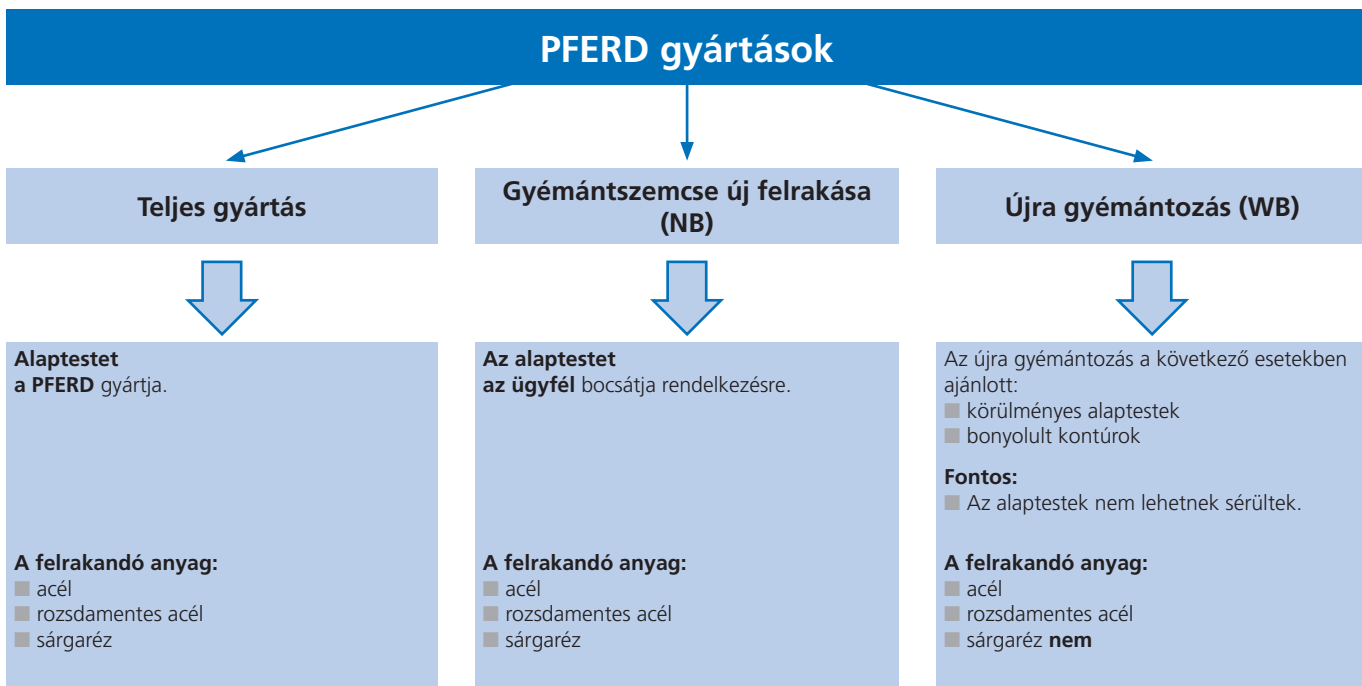 PFERD gyártások
Teljes gyártás
Gyémántszemcse új felrakása
(NB)
Újra gyémántozás (WB)
Alaptestet
a PFERD gyártja.
A felrakandó anyag:
acél
rozsdamentes acél
sárgaréz
Az alaptestet
az ügyfél bocsátja rendelkezésre.
A felrakandó anyag:
acél
rozsdamentes acél
sárgaréz
Az újra gyémántozás a következő esetekben
ajánlott:
körülményes alaptestek
bonyolult kontúrok
Fontos:
Az alaptestek nem lehetnek sérültek.
A felrakandó anyag:
acél
rozsdamentes acél
sárgaréz nem